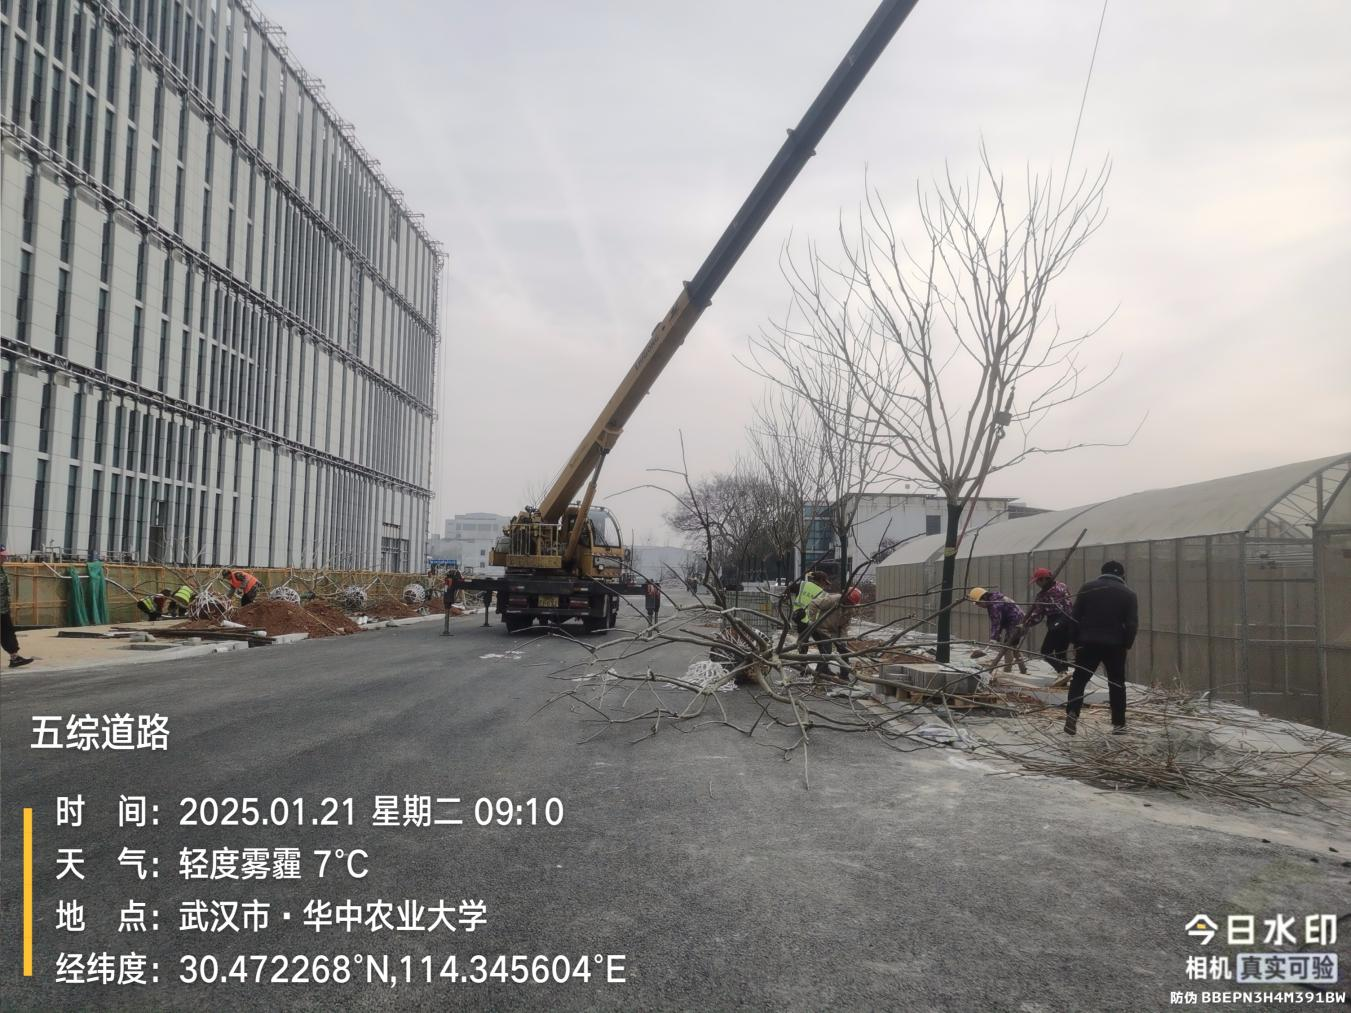 五综道路
时 间：2025.01.21 星期二 09:10
天 气：轻度雾霾 7℃
地 点：武汉市·华中农业大学
经纬度：30.472268°N,114.345604°E
今日水印
相机 真实可验
防伪 BBEPN3H4M391BW